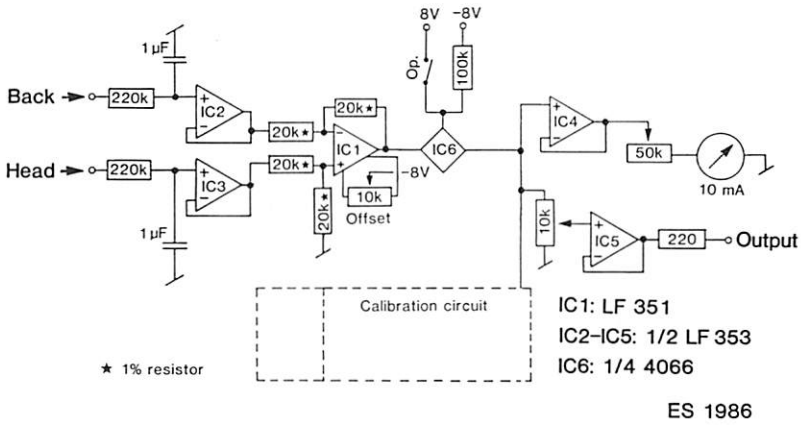 8V
-8V
1 µF
Op.
100k
Back
220k
+
IC2
-
20k★
20k★
-
IC1
+
IC6
+
IC4
-
50k
10 mA
Head
220k
+
IC3
-
20k★
20k★
-8V
10k
Offset
1 µF
10k
+
IC5
-
220
Output
Calibration circuit
IC1: LF 351
IC2–IC5: 1/2 LF 353
IC6: 1/4 4066
★ 1% resistor
ES 1986